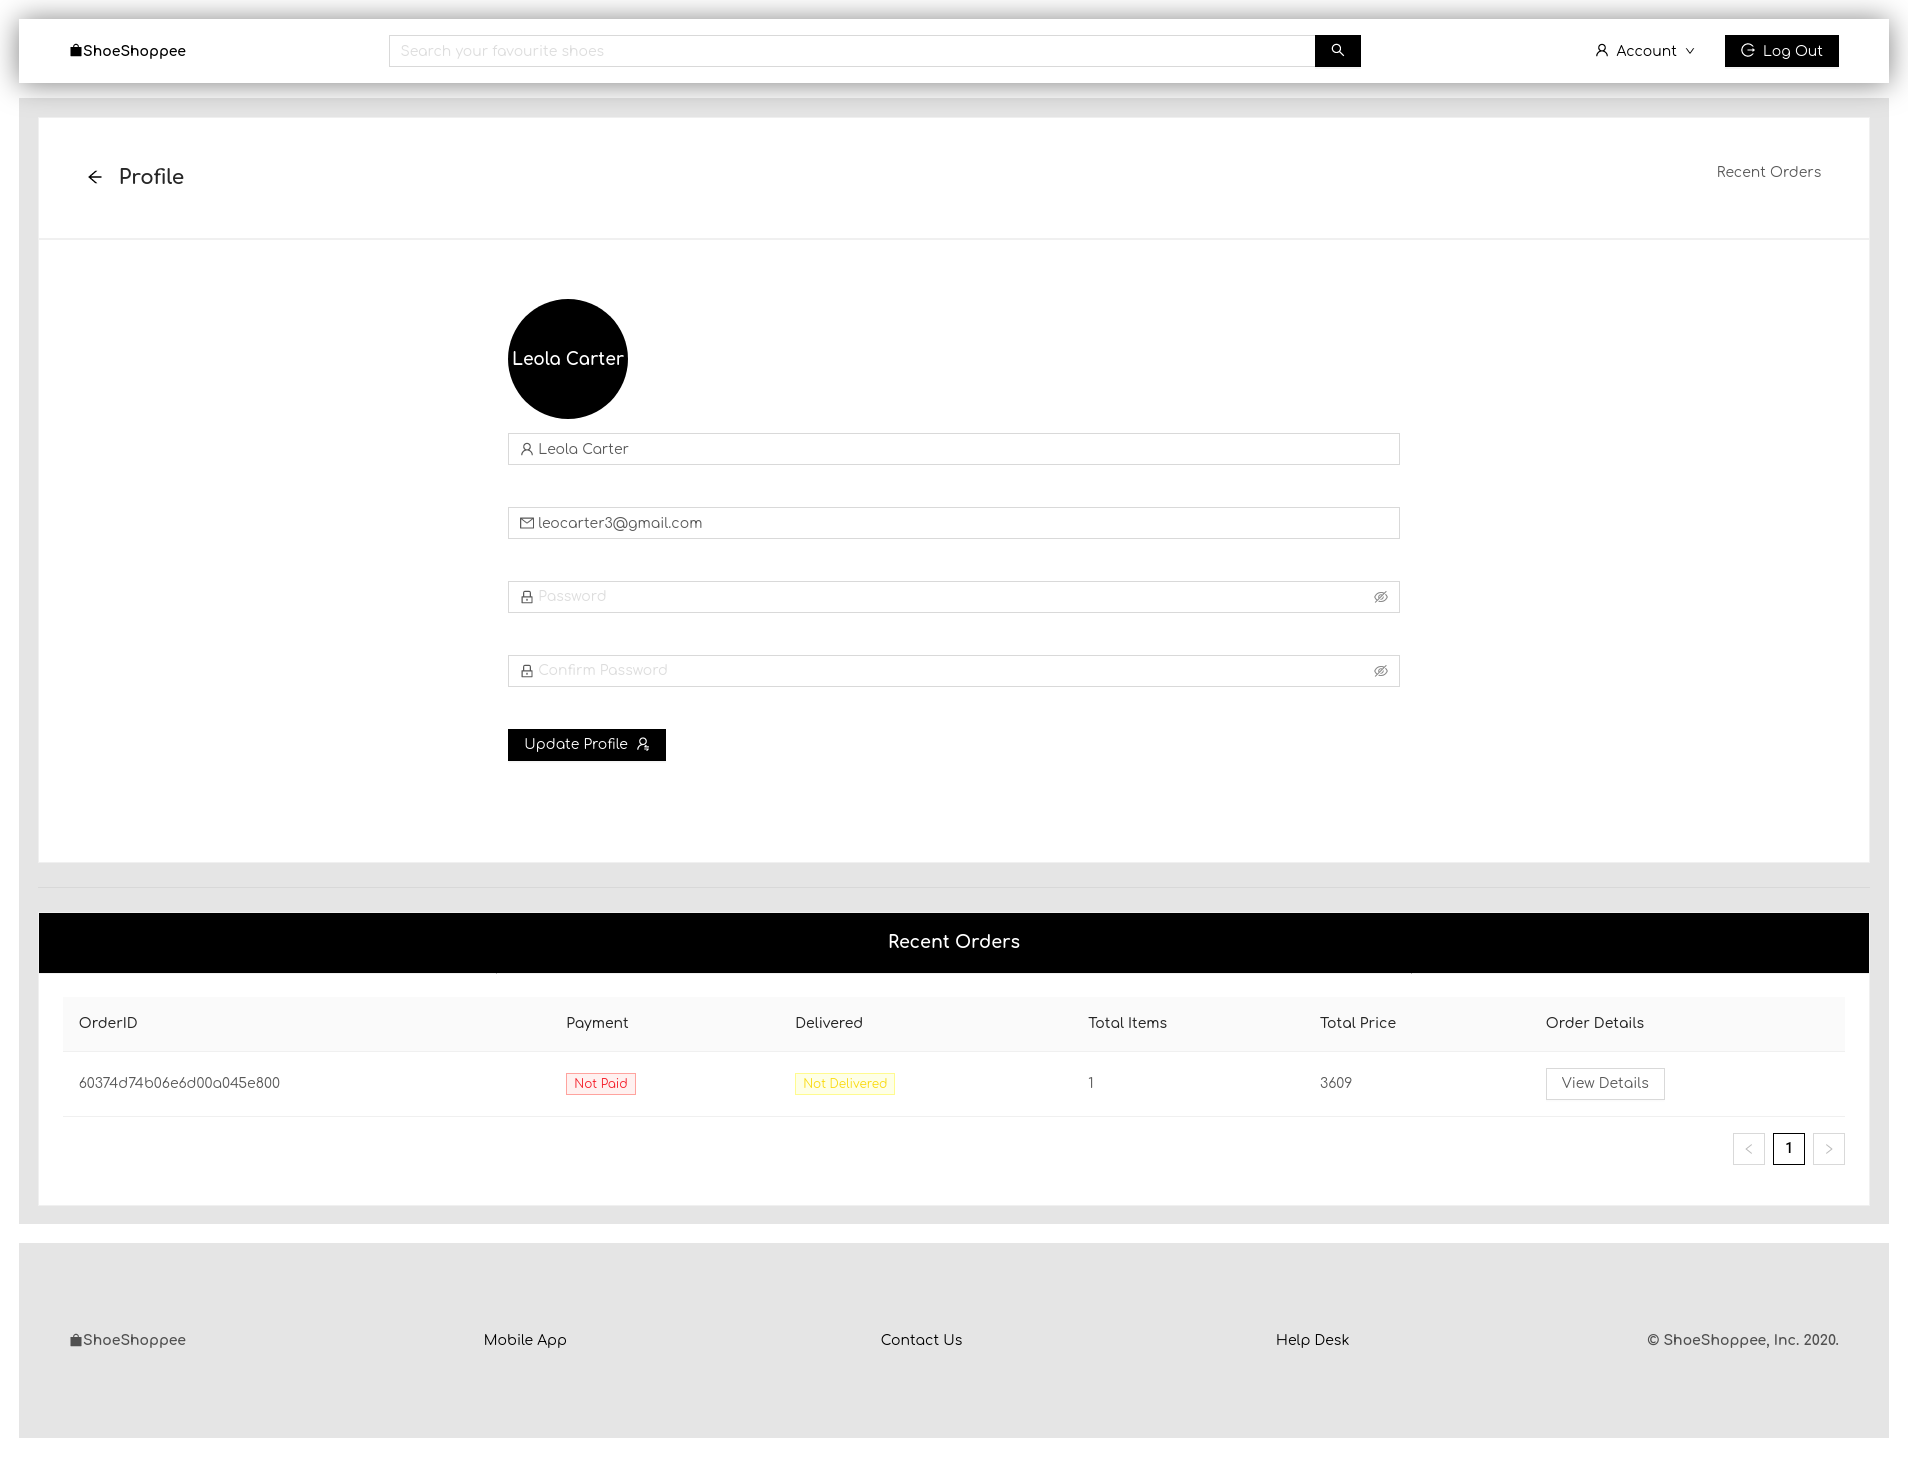 ShoeShoppee
Search your favourite shoes
Account
Log Out
Profile
Recent Orders
Leola Carter
Leola Carter
leocarter3@gmail.com
Password
Confirm Password
Update Profile
Recent Orders
OrderID Payment Delivered Total Items Total Price Order Details
60374d74b06e6d00a045e800 Not Paid Not Delivered 1 3609 View Details
< 1 >
ShoeShoppee Mobile App Contact Us Help Desk © ShoeShoppee, Inc. 2020.